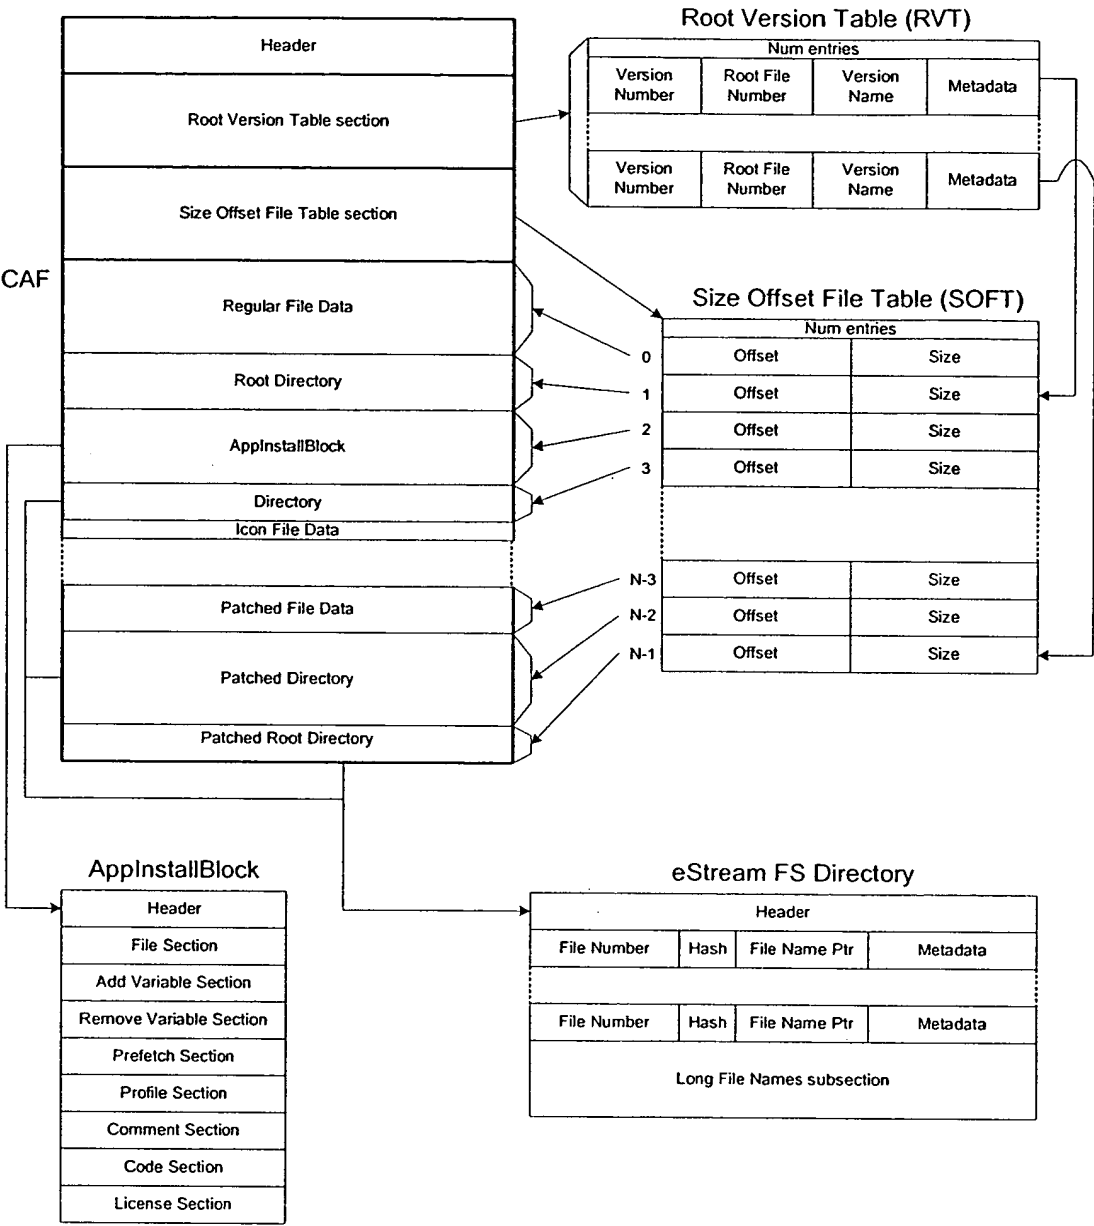 Root Version Table (RVT)
Num entries
Version Number
Root File Number
Version Name
Metadata
Version Number
Root File Number
Version Name
Metadata
CAF
Header
Root Version Table section
Size Offset File Table section
Regular File Data
Root Directory
AppInstallBlock
Directory
Icon File Data
Patched File Data
Patched Directory
Patched Root Directory
Size Offset File Table (SOFT)
Num entries
0 Offset Size
1 Offset Size
2 Offset Size
3 Offset Size
N-3 Offset Size
N-2 Offset Size
N-1 Offset Size
AppInstallBlock
Header
File Section
Add Variable Section
Remove Variable Section
Prefetch Section
Profile Section
Comment Section
Code Section
License Section
eStream FS Directory
Header
File Number Hash File Name Ptr Metadata
File Number Hash File Name Ptr Metadata
Long File Names subsection